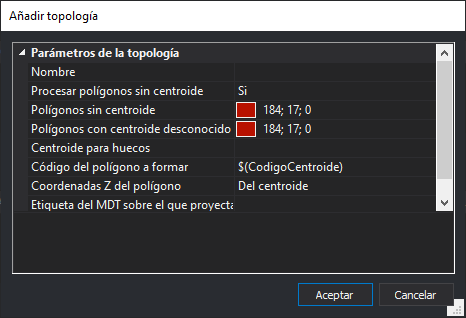 Añadir topología
Parámetros de la topología
Nombre
Procesar polígonos sin centroide Si
Polígonos sin centroide 184; 17; 0
Polígonos con centroide desconocido 184; 17; 0
Centroide para huecos
Código del polígono a formar $(CodigoCentroide)
Coordenadas Z del polígono Del centroide
Etiqueta del MDT sobre el que proyecta
Aceptar Cancelar